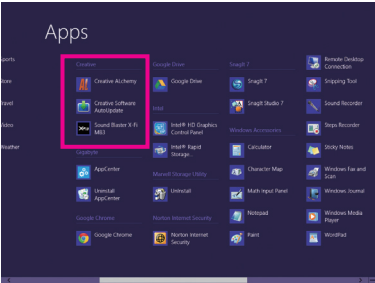 Apps
Sports
Store
Travel
Video
Weather
Creative
Creative Alchemy
Creative Software
AutoUpdate
Sound Blaster X-Fi
MB3
Gigabyte
AppCenter
Uninstall
AppCenter
Google Chrome
Google Chrome
Google Drive
Google Drive
Intel
Intel® HD Graphics
Control Panel
Intel® Rapid
Storage...
Marvell Storage Utility
Uninstall
Norton Internet Security
Norton Internet
Security
Snagit 7
Snagit 7
Snagit Studio 7
Windows Accessories
Calculator
Character Map
Math Input Panel
Notepad
Paint
Remote Desktop
Connection
Snipping Tool
Sound Recorder
Steps Recorder
Sticky Notes
Windows Fax and
Scan
Windows Journal
Windows Media
Player
WordPad